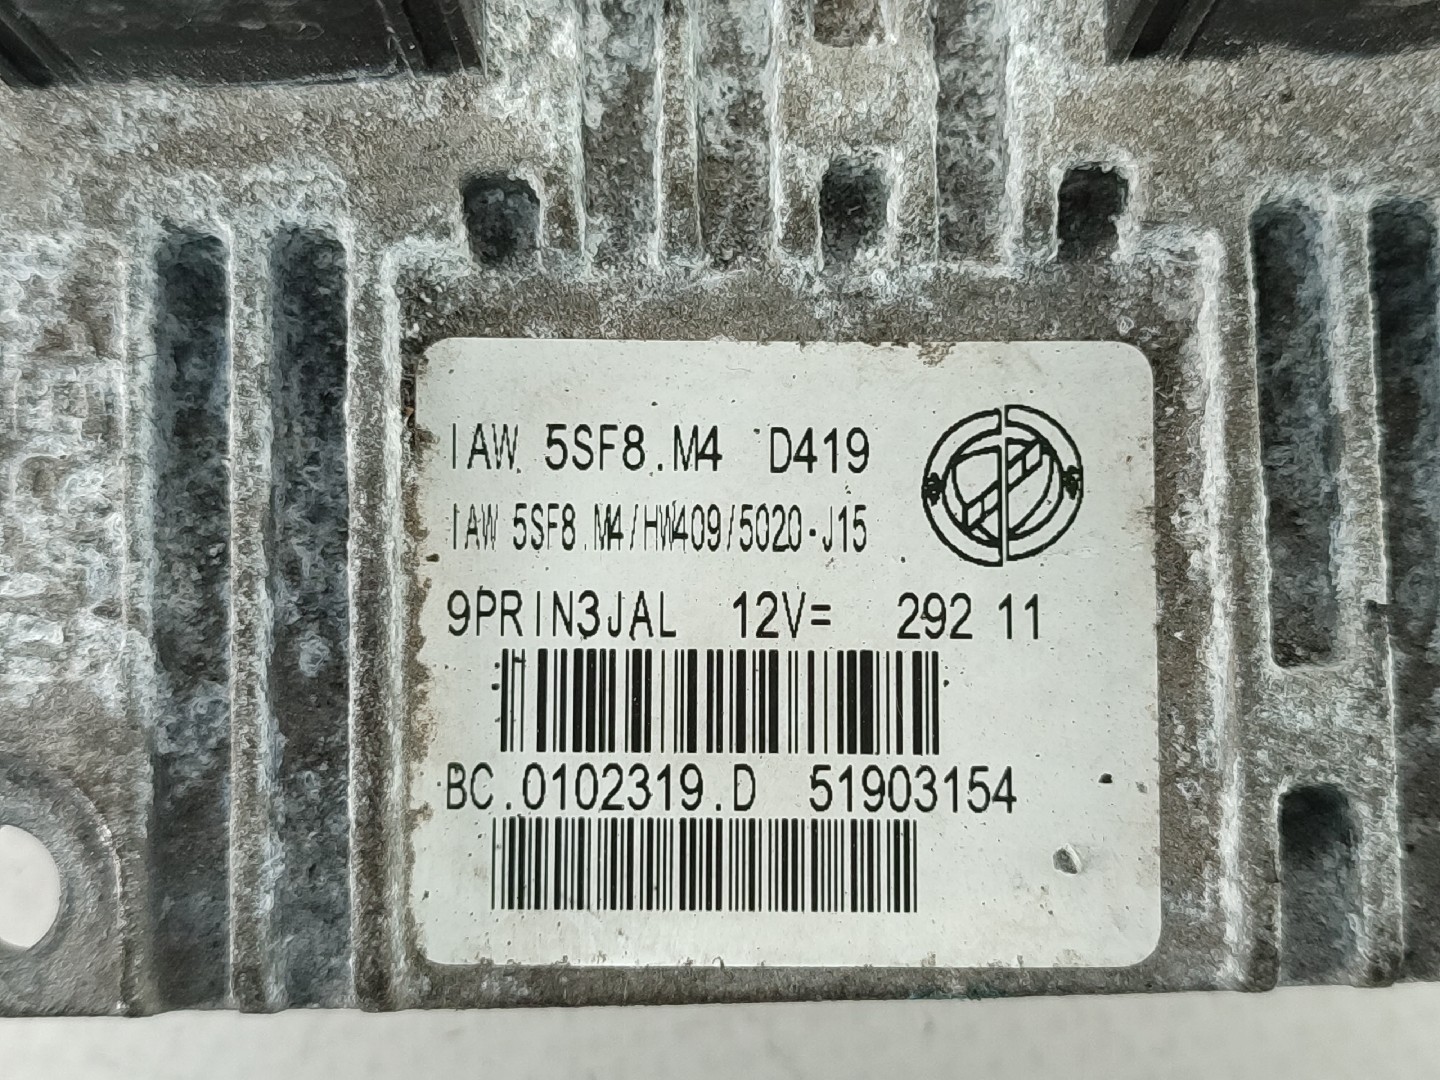 IAW 5SF8.M4 D419
IAW 5SF8.M4/HW409/5020-J15
9PRIN3JAL 12V= 292 11
BC.0102319.D 51903154